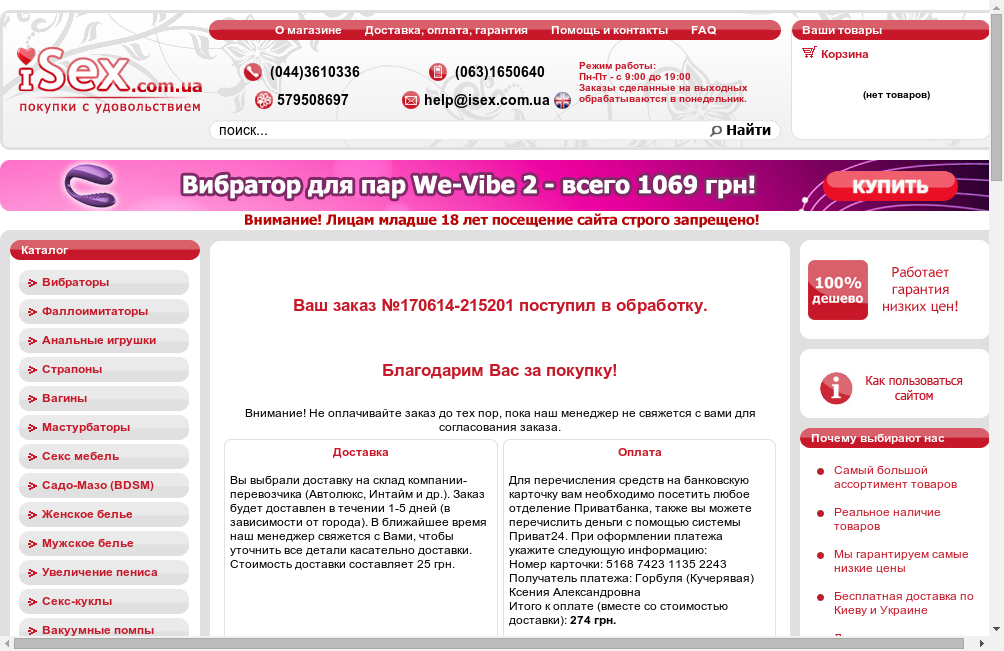 О магазине Доставка, оплата, гарантия Помощь и контакты FAQ
Ваши товары
iSex.com.ua
покупки с удовольствием
(044)3610336 (063)1650640
579508697 help@isex.com.ua
Режим работы:
Пн-Пт - с 9:00 до 19:00
Заказы сделанные на выходных
обрабатываются в понедельник.
поиск... Найти
Корзина
(нет товаров)
Вибратор для пар We-Vibe 2 - всего 1069 грн! КУПИТЬ
Внимание! Лицам младше 18 лет посещение сайта строго запрещено!
Каталог
Вибраторы
Фаллоимитаторы
Анальные игрушки
Страпоны
Вагины
Мастурбаторы
Секс мебель
Садо-Мазо (BDSM)
Женское белье
Мужское белье
Увеличение пениса
Секс-куклы
Вакуумные помпы
Ваш заказ №170614-215201 поступил в обработку.
Благодарим Вас за покупку!
Внимание! Не оплачивайте заказ до тех пор, пока наш менеджер не свяжется с вами для
согласования заказа.
Доставка
Вы выбрали доставку на склад компании-
перевозчика (Автолюкс, Интайм и др.). Заказ
будет доставлен в течении 1-5 дней (в
зависимости от города). В ближайшее время
наш менеджер свяжется с Вами, чтобы
уточнить все детали касательно доставки.
Стоимость доставки составляет 25 грн.
Оплата
Для перечисления средств на банковскую
карточку вам необходимо посетить любое
отделение Приватбанка, также вы можете
перечислить деньги с помощью системы
Приват24. При оформлении платежа
укажите следующую информацию:
Номер карточки: 5168 7423 1135 2243
Получатель платежа: Горбуля (Кучерявая)
Ксения Александровна
Итого к оплате (вместе со стоимостью
доставки): 274 грн.
100%
дешево
Работает
гарантия
низких цен!
Как пользоваться
сайтом
Почему выбирают нас
Самый большой
ассортимент товаров
Реальное наличие
товаров
Мы гарантируем самые
низкие цены
Бесплатная доставка по
Киеву и Украине